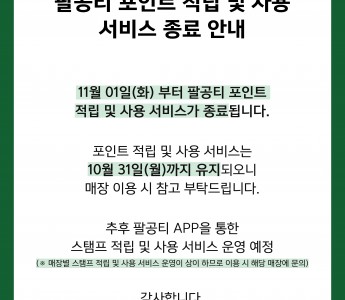 팔공티 포인트 적립 및 사용
서비스 종료 안내
11월 01일(화) 부터 팔공티 포인트
적립 및 사용 서비스가 종료됩니다.
포인트 적립 및 사용 서비스는
10월 31일(월)까지 유지되오니
매장 이용 시 참고 부탁드립니다.
추후 팔공티 APP을 통한
스탬프 적립 및 사용 서비스 운영 예정
(※ 매장별 스탬프 적립 및 사용 서비스 운영이 상이 하므로 이용 시 해당 매장에 문의)
감사합니다